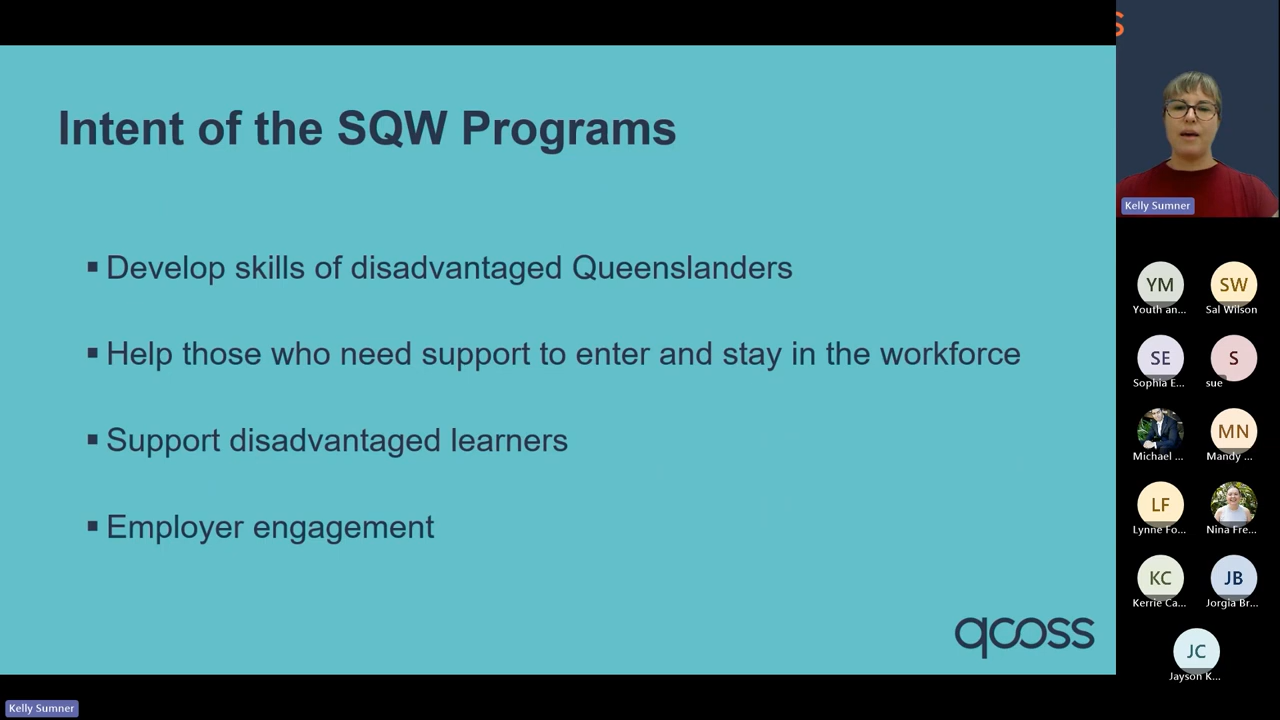 Intent of the SQW Programs
▪ Develop skills of disadvantaged Queenslanders
▪ Help those who need support to enter and stay in the workforce
▪ Support disadvantaged learners
▪ Employer engagement
qcoss
Kelly Sumner
S
Kelly Sumner
YM
Youth an...
SW
Sal Wilson
SE
Sophia E...
S
sue
Michael ...
MN
Mandy ...
LF
Lynne Fo...
Nina Fre...
KC
Kerrie Ca...
JB
Jorgia Br...
JC
Jayson K...